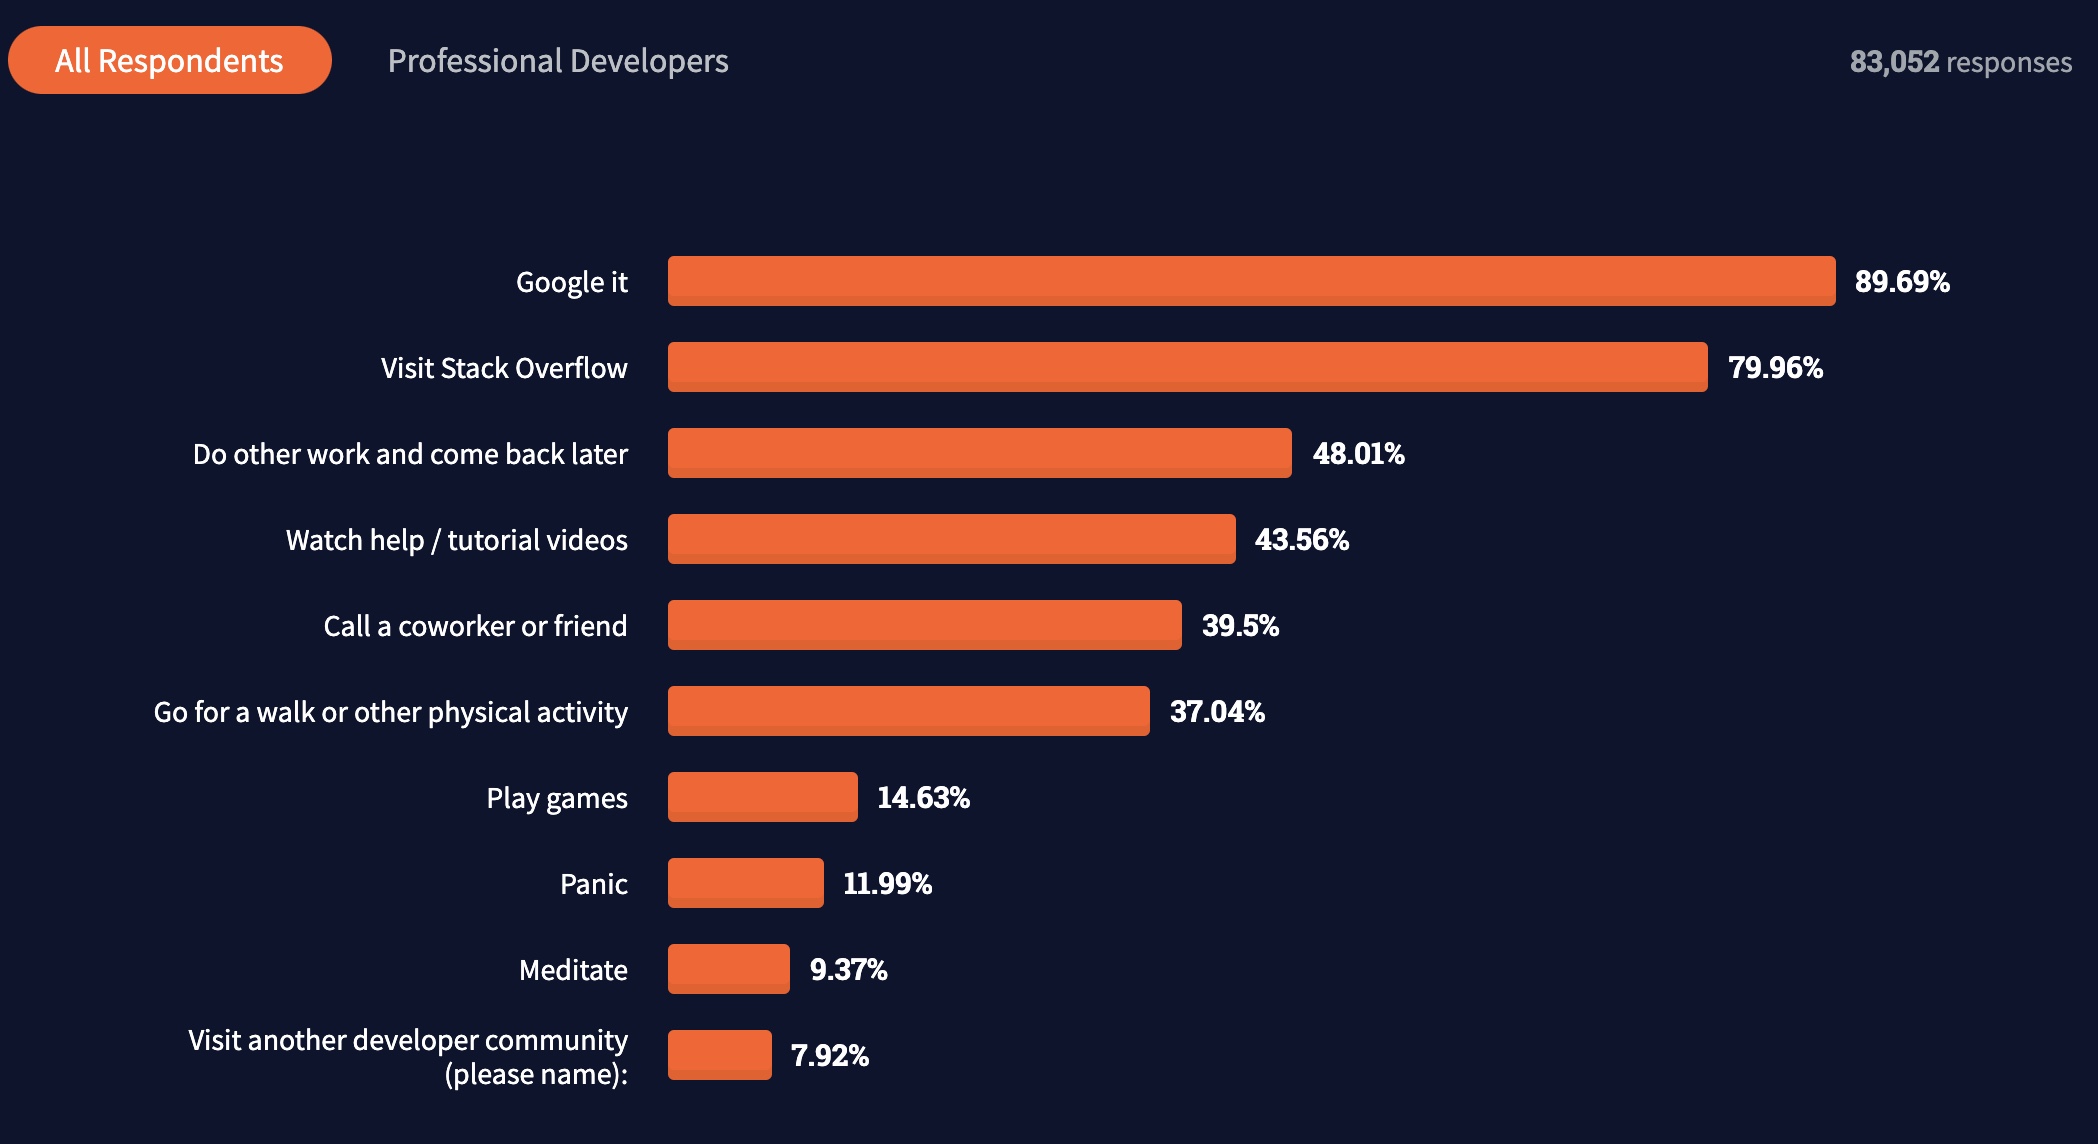 All Respondents
Professional Developers
83,052 responses
Google it
89.69%
Visit Stack Overflow
79.96%
Do other work and come back later
48.01%
Watch help / tutorial videos
43.56%
Call a coworker or friend
39.5%
Go for a walk or other physical activity
37.04%
Play games
14.63%
Panic
11.99%
Meditate
9.37%
Visit another developer community
(please name):
7.92%